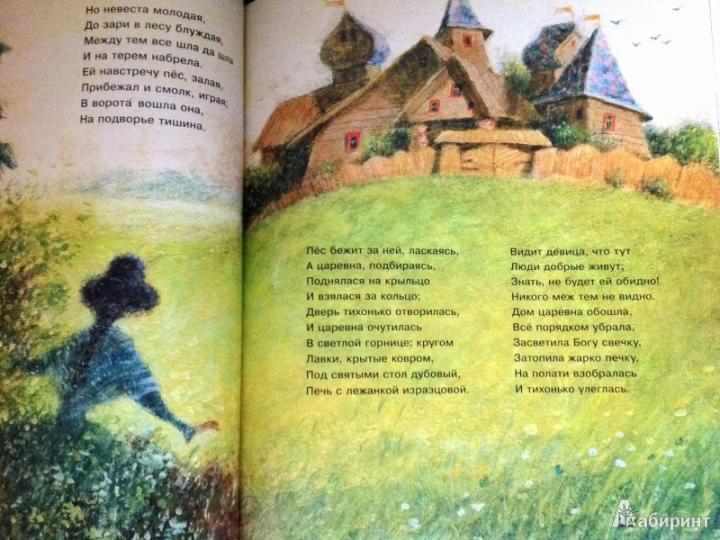 Но невеста молодая,
До зари в лесу блуждая,
Между тем все шла да шла
И на терем набрела.
Ей навстречу пёс, залая,
Прибежал и смолк, играя;
В ворота вошла она,
На подворье тишина.
Пёс бежит за ней, ласкаясь,
А царевна, подбираясь,
Поднялася на крыльцо
И взялася за кольцо;
Дверь тихонько отворилась,
И царевна очутилась
В светлой горнице; кругом
Лавки, крытые ковром,
Под святыми стол дубовый,
Печь с лежанкой изразцовой.
Видит девица, что тут
Люди добрые живут;
Знать, не будет ей обидно!
Никого меж тем не видно.
Дом царевна обошла,
Всё порядком убрала,
Засветила Богу свечку,
Затопила жарко печку,
На полати взобралась
И тихонько улеглась.
Лабиринт